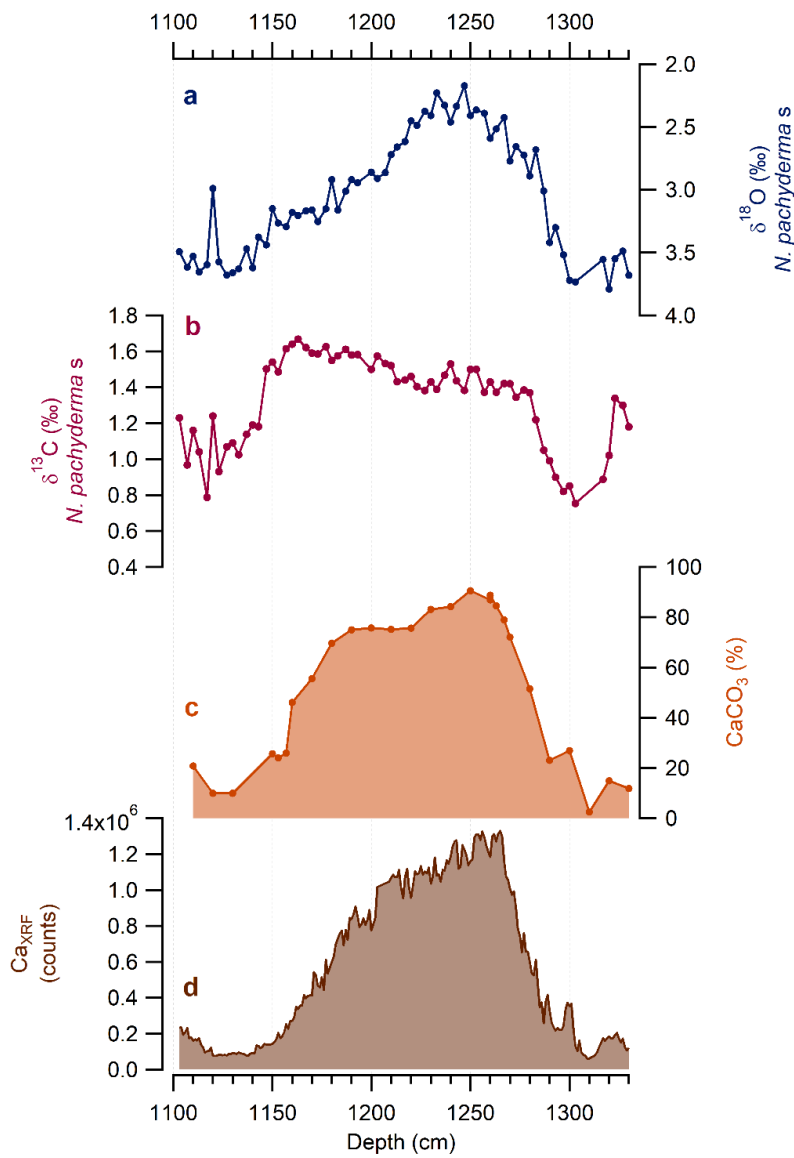 1100 1150 1200 1250 1300
a
2.0
2.5
3.0
3.5
4.0
δ18O (‰)
N. pachyderma s
b
1.8
1.6
1.4
1.2
1.0
0.8
0.6
0.4
δ13C (‰)
N. pachyderma s
c
100
80
60
40
20
0
CaCO3 (%)
1.4x10^6
1.2
1.0
0.8
0.6
0.4
0.2
0.0
CaXRF
(counts)
d
1100 1150 1200 1250 1300
Depth (cm)